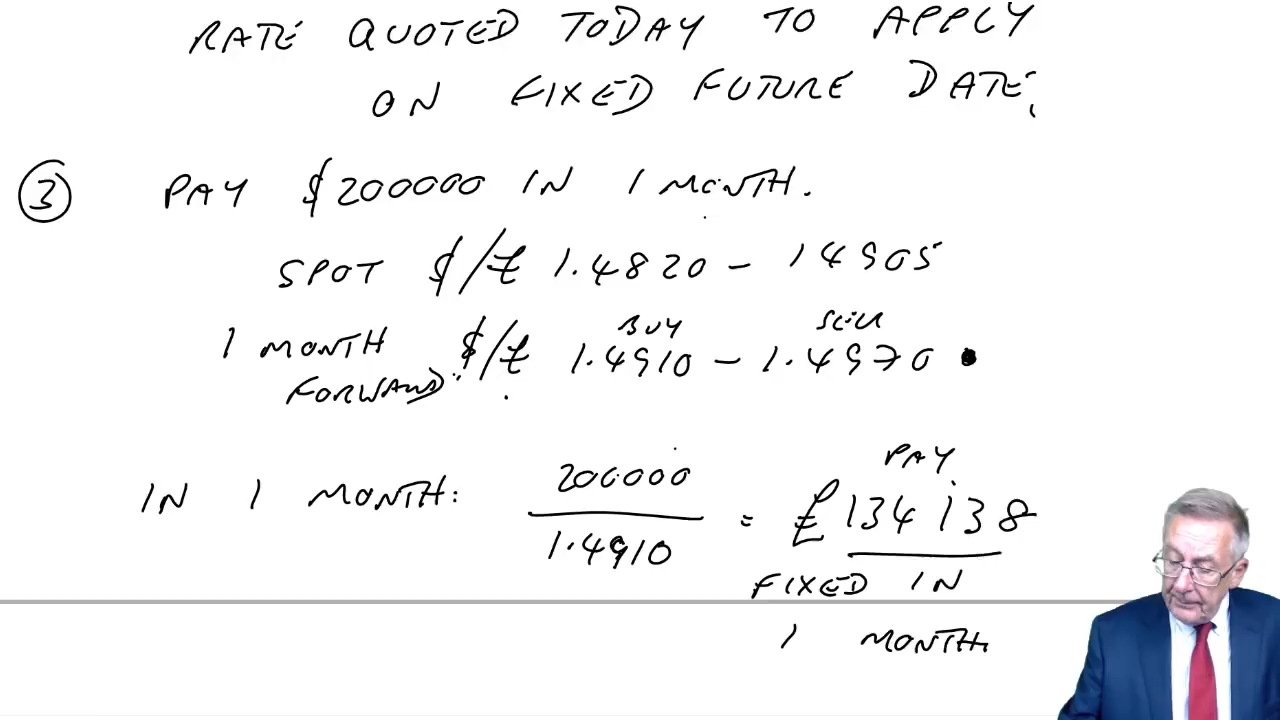 RATE QUOTED TODAY TO APPLY
ON FIXED FUTURE DATE.
③ PAY $200000 IN 1 MONTH.
SPOT $/£ 1.4820 - 14905
BUY SELL
1 MONTH $/£ 1.4910 - 1.4970
FORWARD:
PAY
IN 1 MONTH: 200000 / 1.4910 = £134138
FIXED IN
1 MONTH.